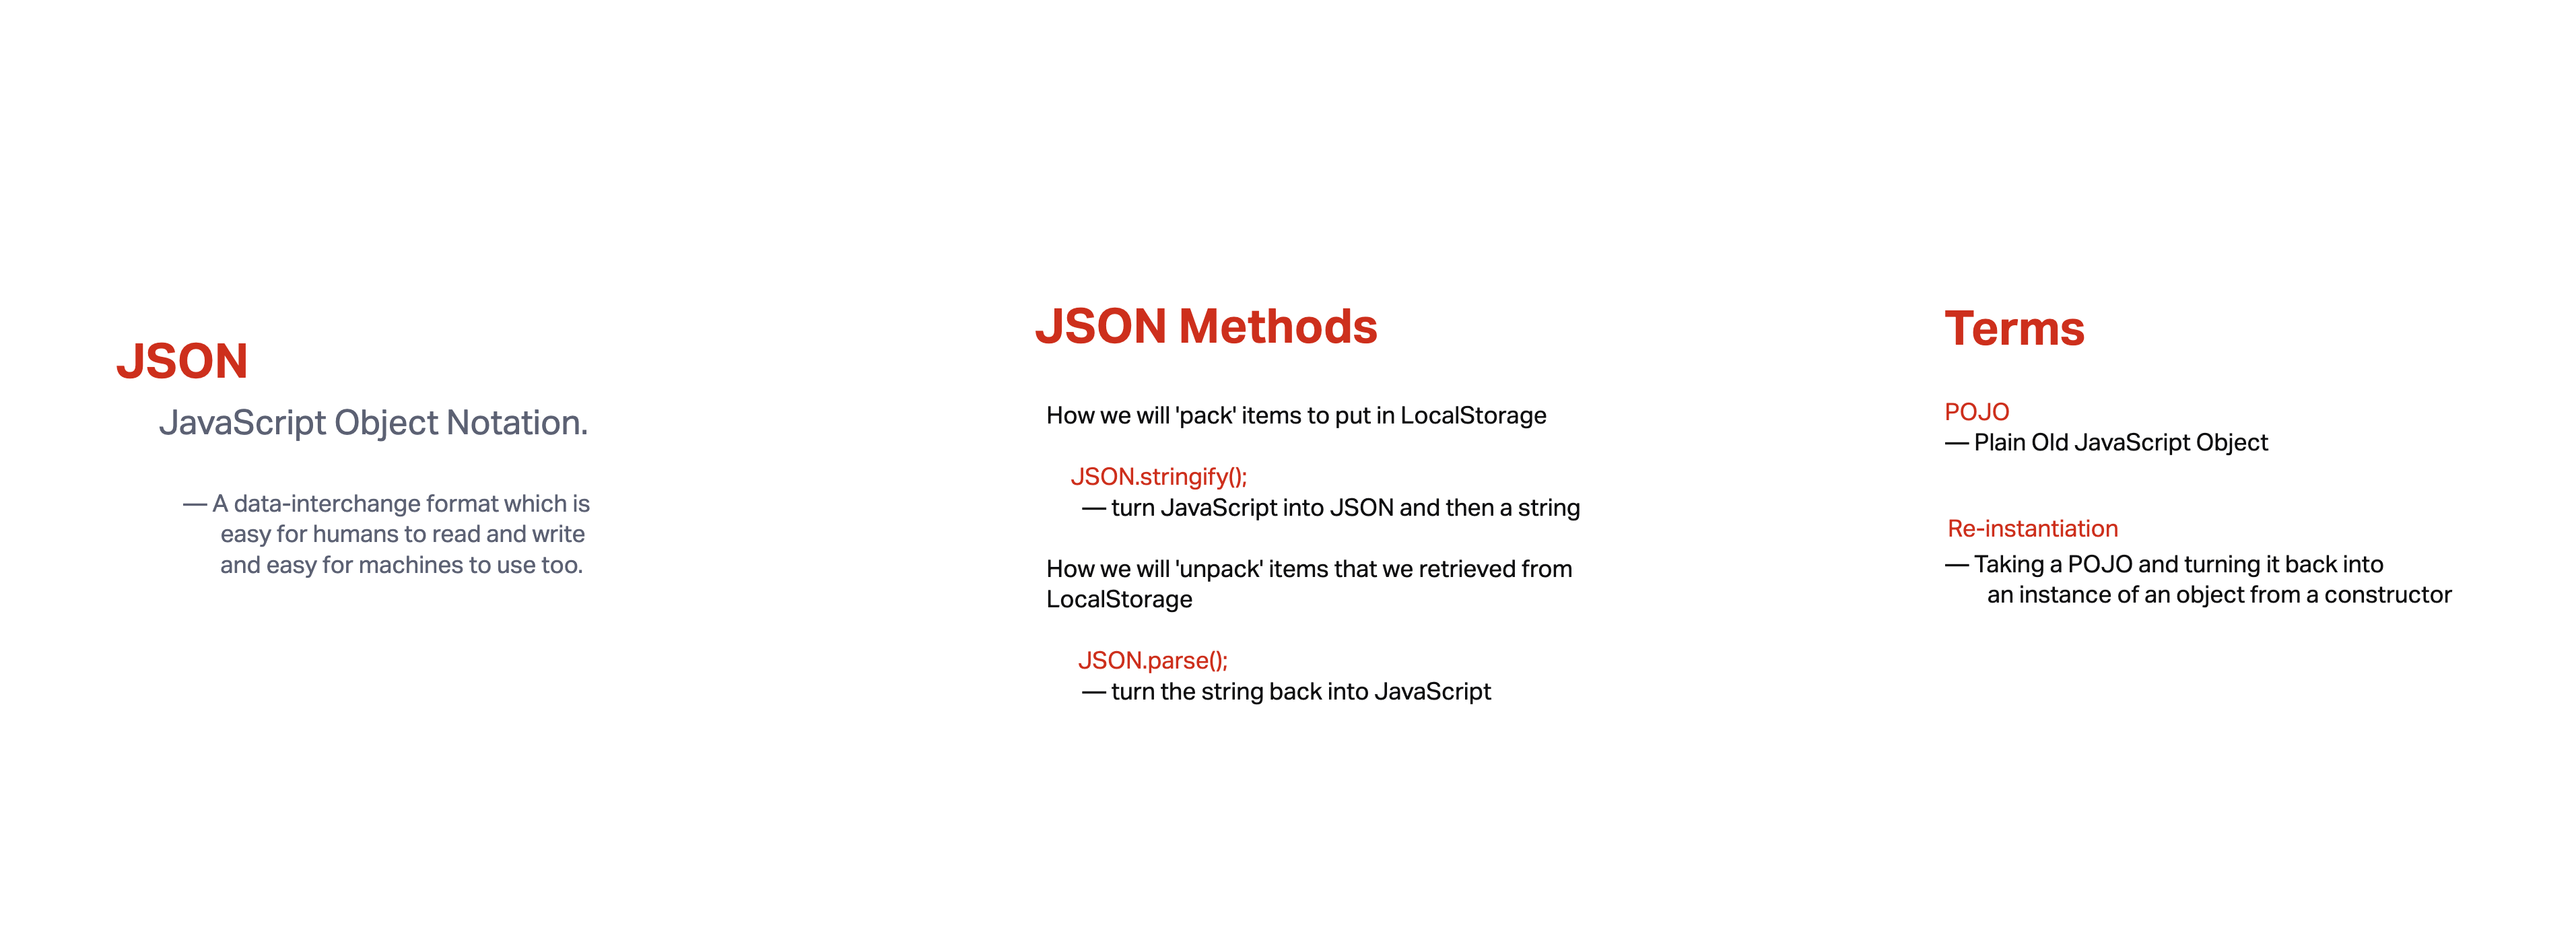 JSON
JavaScript Object Notation.
— A data-interchange format which is
easy for humans to read and write
and easy for machines to use too.
JSON Methods
How we will 'pack' items to put in LocalStorage
JSON.stringify();
— turn JavaScript into JSON and then a string
How we will 'unpack' items that we retrieved from
LocalStorage
JSON.parse();
— turn the string back into JavaScript
Terms
POJO
— Plain Old JavaScript Object
Re-instantiation
— Taking a POJO and turning it back into
an instance of an object from a constructor